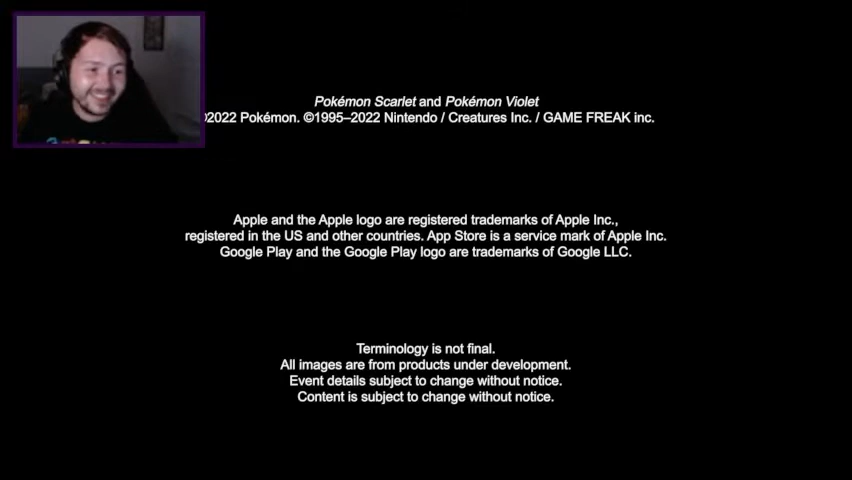 Pokémon Scarlet and Pokémon Violet
2022 Pokémon. ©1995–2022 Nintendo / Creatures Inc. / GAME FREAK inc.
Apple and the Apple logo are registered trademarks of Apple Inc.,
registered in the US and other countries. App Store is a service mark of Apple Inc.
Google Play and the Google Play logo are trademarks of Google LLC.
Terminology is not final.
All images are from products under development.
Event details subject to change without notice.
Content is subject to change without notice.